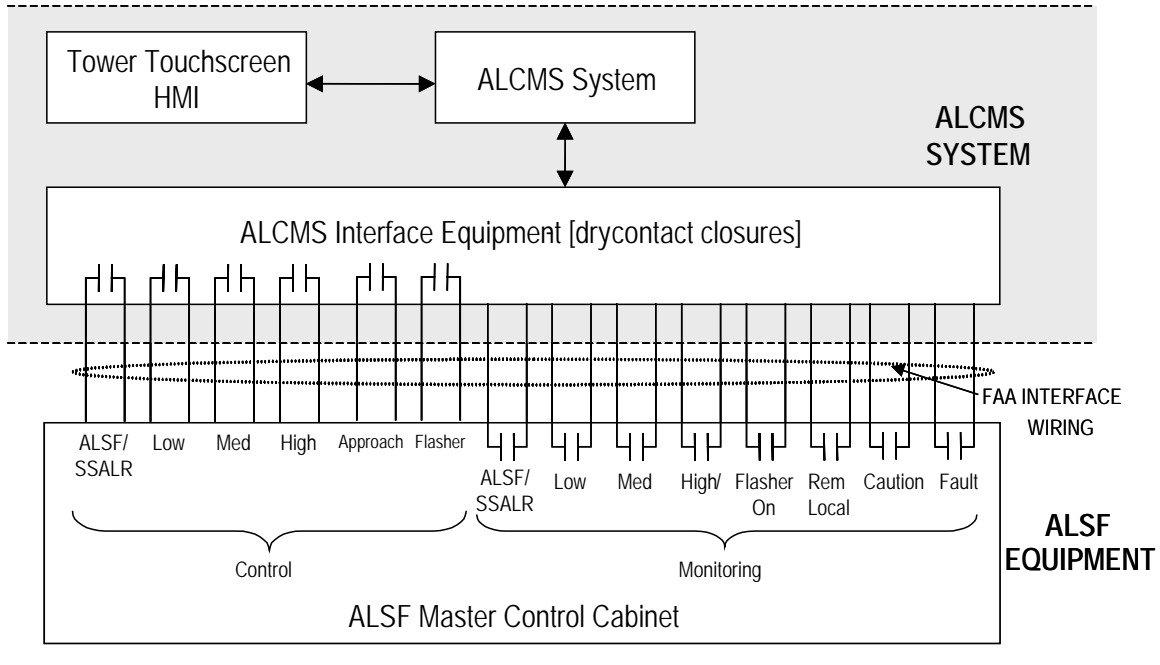 Tower Touchscreen
HMI
ALCMS System
ALCMS
SYSTEM
ALCMS Interface Equipment [drycontact closures]
FAA INTERFACE
WIRING
ALSF/
SSALR
Low
Med
High
Approach
Flasher
ALSF/
SSALR
Low
Med
High/
Flasher
On
Rem
Local
Caution
Fault
Control
Monitoring
ALSF
EQUIPMENT
ALSF Master Control Cabinet